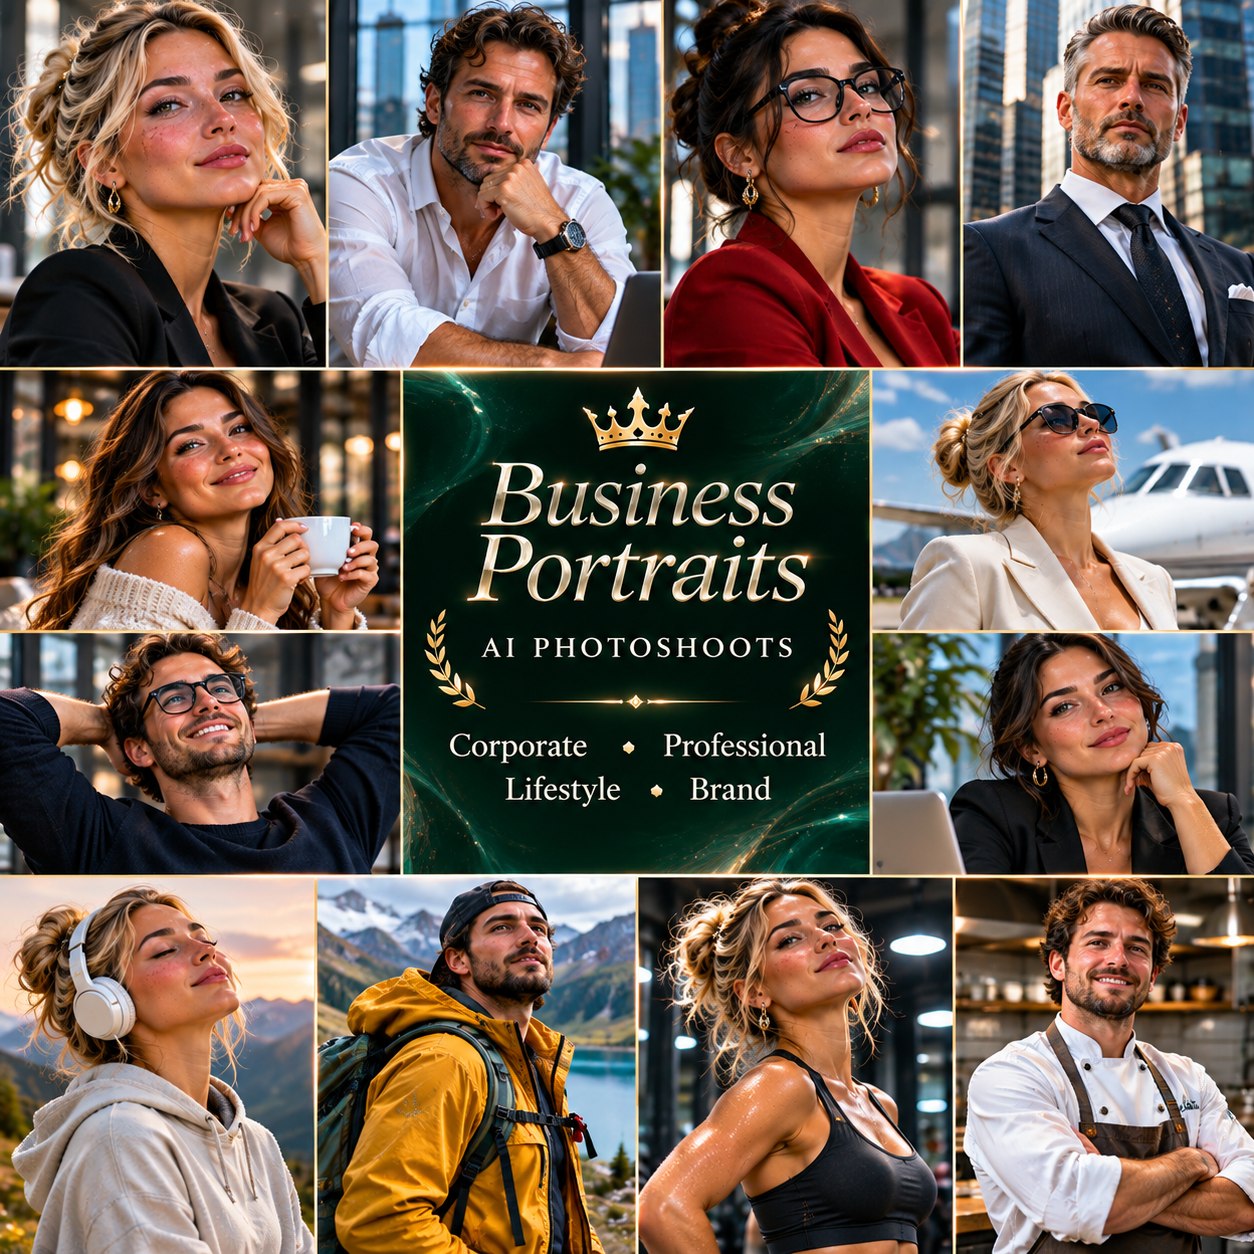 Business
Portraits
AI PHOTOSHOOTS
Corporate ◆ Professional
Lifestyle ◆ Brand